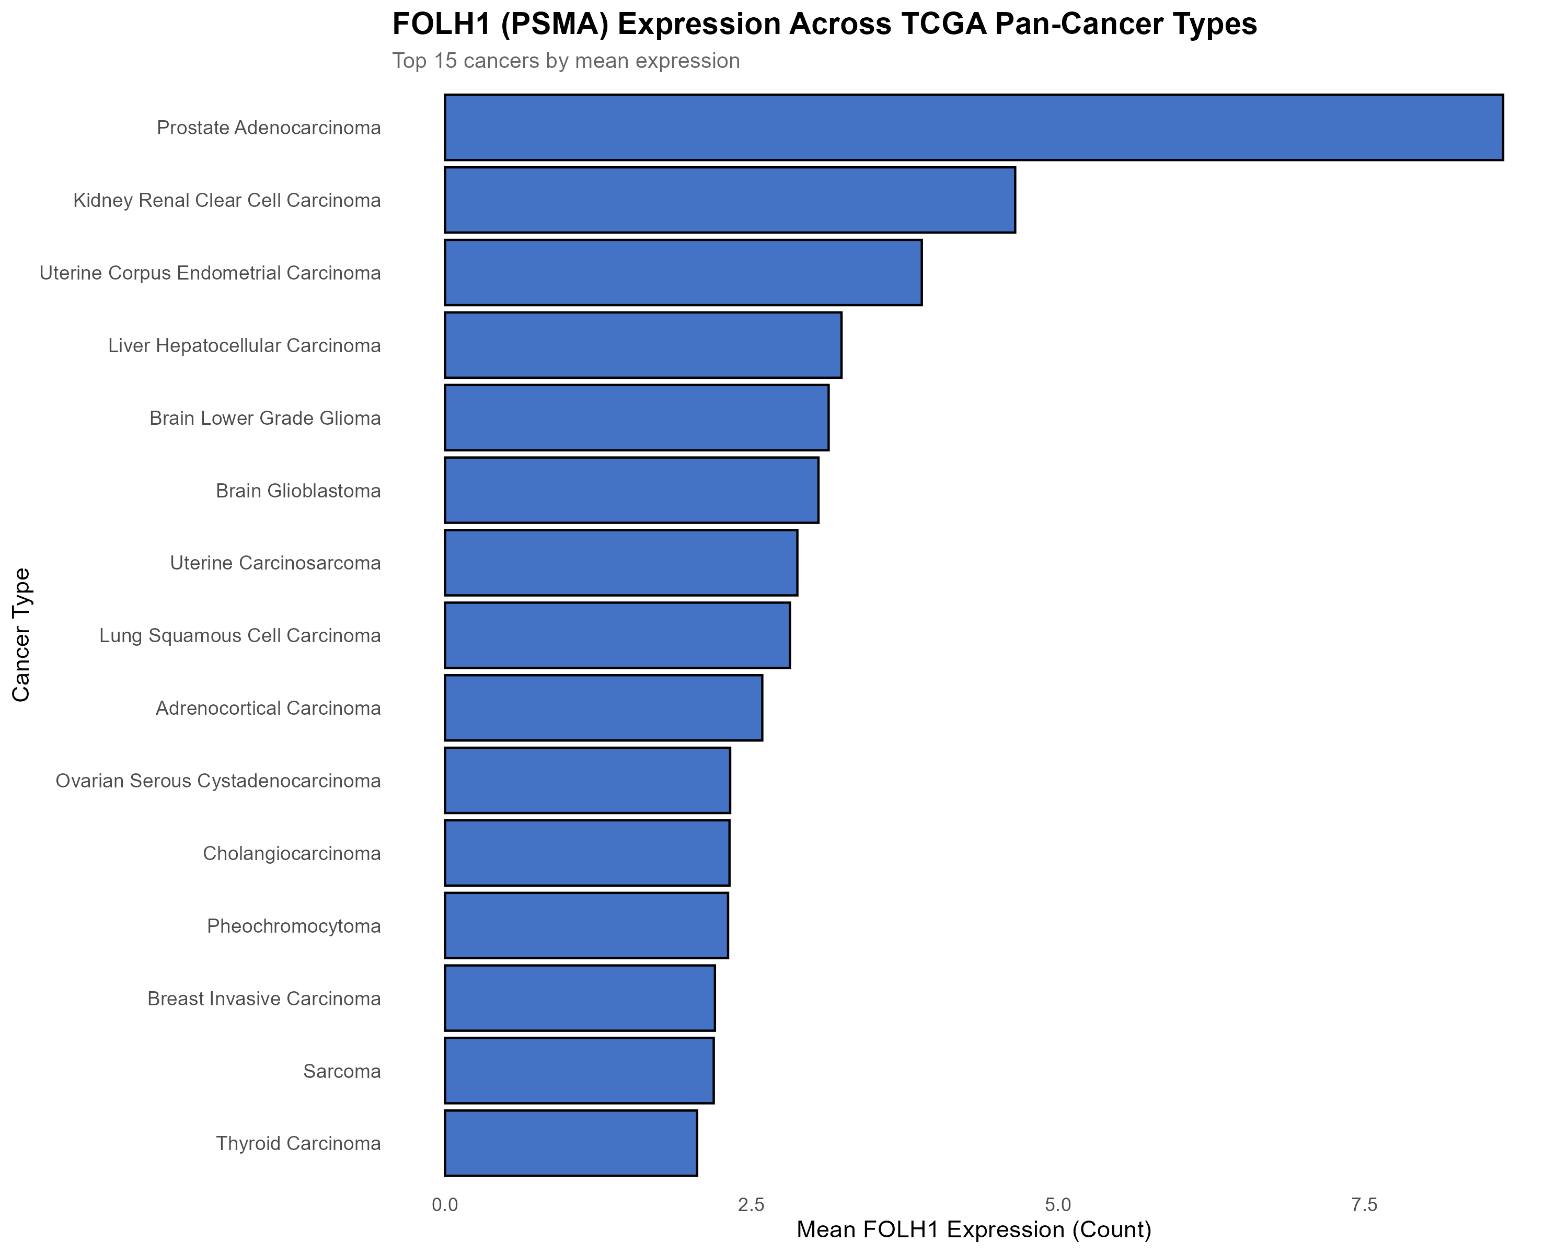 FOLH1 (PSMA) Expression Across TCGA Pan-Cancer Types
Top 15 cancers by mean expression
Cancer Type
Prostate Adenocarcinoma
Kidney Renal Clear Cell Carcinoma
Uterine Corpus Endometrial Carcinoma
Liver Hepatocellular Carcinoma
Brain Lower Grade Glioma
Brain Glioblastoma
Uterine Carcinosarcoma
Lung Squamous Cell Carcinoma
Adrenocortical Carcinoma
Ovarian Serous Cystadenocarcinoma
Cholangiocarcinoma
Pheochromocytoma
Breast Invasive Carcinoma
Sarcoma
Thyroid Carcinoma
0.0 2.5 5.0 7.5
Mean FOLH1 Expression (Count)